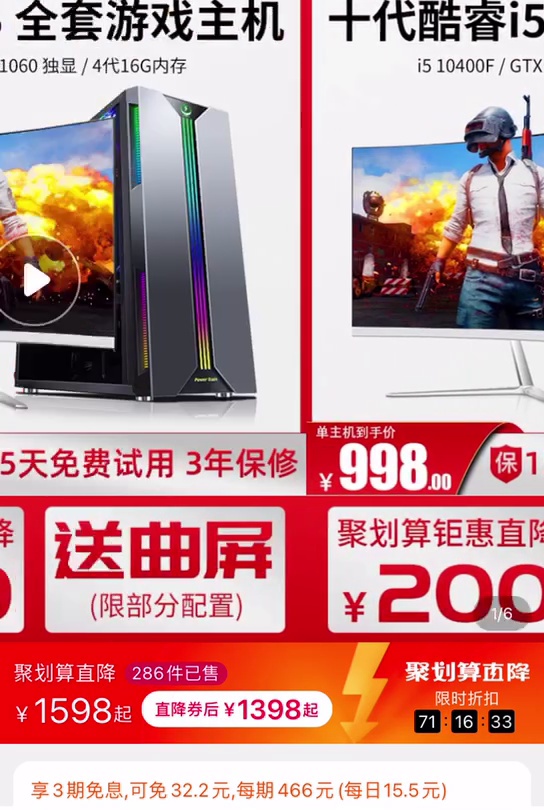 全套游戏主机
十代酷睿i5
1060 独显 / 4代16G内存
i5 10400F / GTX
5天免费试用 3年保修
单主机到手价
¥998.00
保1
降
送曲屏
(限部分配置)
聚划算钜惠直降
¥200
1/6
聚划算直降 286件已售
¥1598起 直降券后¥1398起
聚划算直降
限时折扣
71:16:33
享3期免息,可免32.2元,每期466元(每日15.5元)